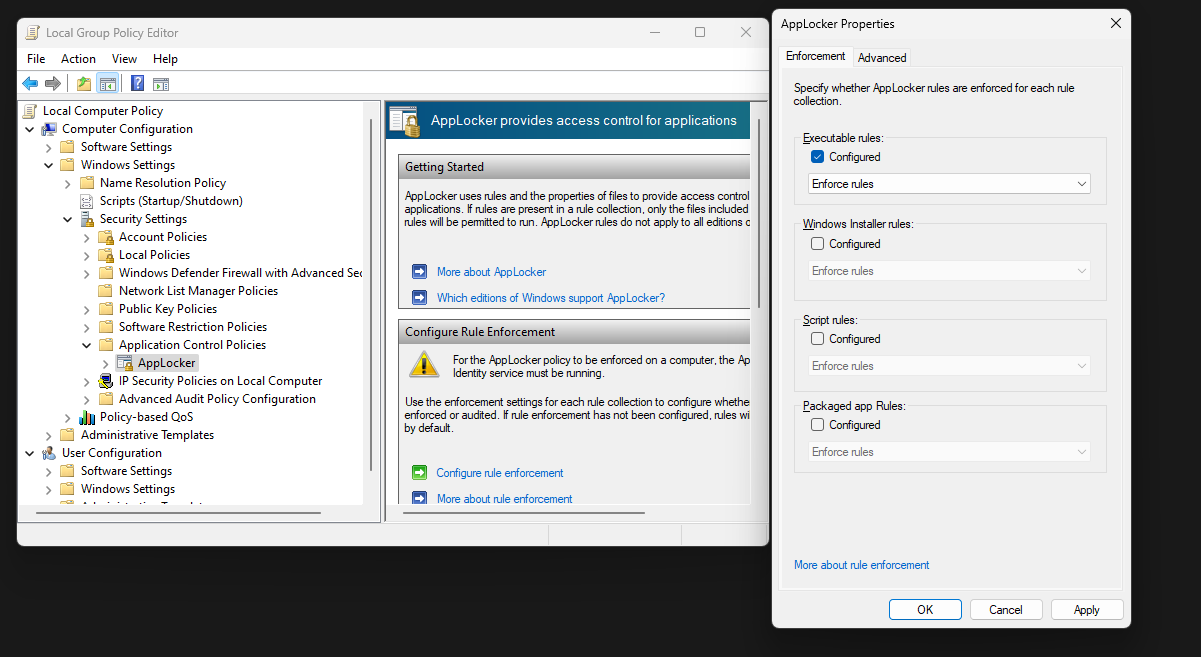 Local Group Policy Editor
File Action View Help
Local Computer Policy
Computer Configuration
Software Settings
Windows Settings
Name Resolution Policy
Scripts (Startup/Shutdown)
Security Settings
Account Policies
Local Policies
Windows Defender Firewall with Advanced Sec
Network List Manager Policies
Public Key Policies
Software Restriction Policies
Application Control Policies
AppLocker
IP Security Policies on Local Computer
Advanced Audit Policy Configuration
Policy-based QoS
Administrative Templates
User Configuration
Software Settings
Windows Settings
AppLocker provides access control for applications
Getting Started
AppLocker uses rules and the properties of files to provide access control
applications. If rules are present in a rule collection, only the files included
rules will be permitted to run. AppLocker rules do not apply to all editions o
More about AppLocker
Which editions of Windows support AppLocker?
Configure Rule Enforcement
For the AppLocker policy to be enforced on a computer, the Ap
Identity service must be running.
Use the enforcement settings for each rule collection to configure whethe
enforced or audited. If rule enforcement has not been configured, rules wi
by default.
Configure rule enforcement
More about rule enforcement
AppLocker Properties
Enforcement Advanced
Specify whether AppLocker rules are enforced for each rule
collection.
Executable rules:
Configured
Enforce rules
Windows Installer rules:
Configured
Enforce rules
Script rules:
Configured
Enforce rules
Packaged app Rules:
Configured
Enforce rules
More about rule enforcement
OK Cancel Apply